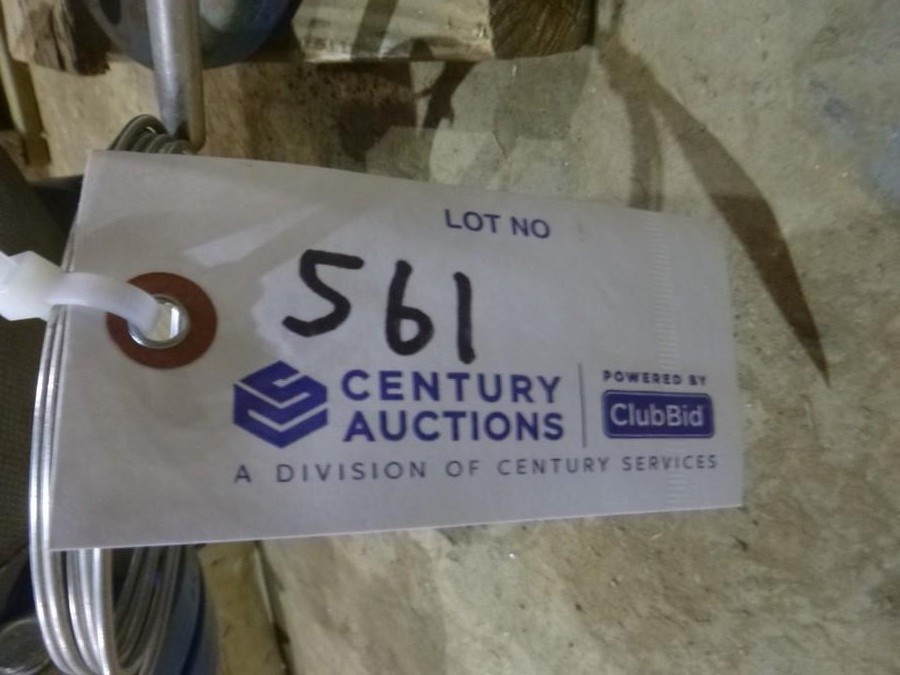 LOT NO
561
CENTURY
AUCTIONS
POWERED BY
ClubBid
A DIVISION OF CENTURY SERVICES